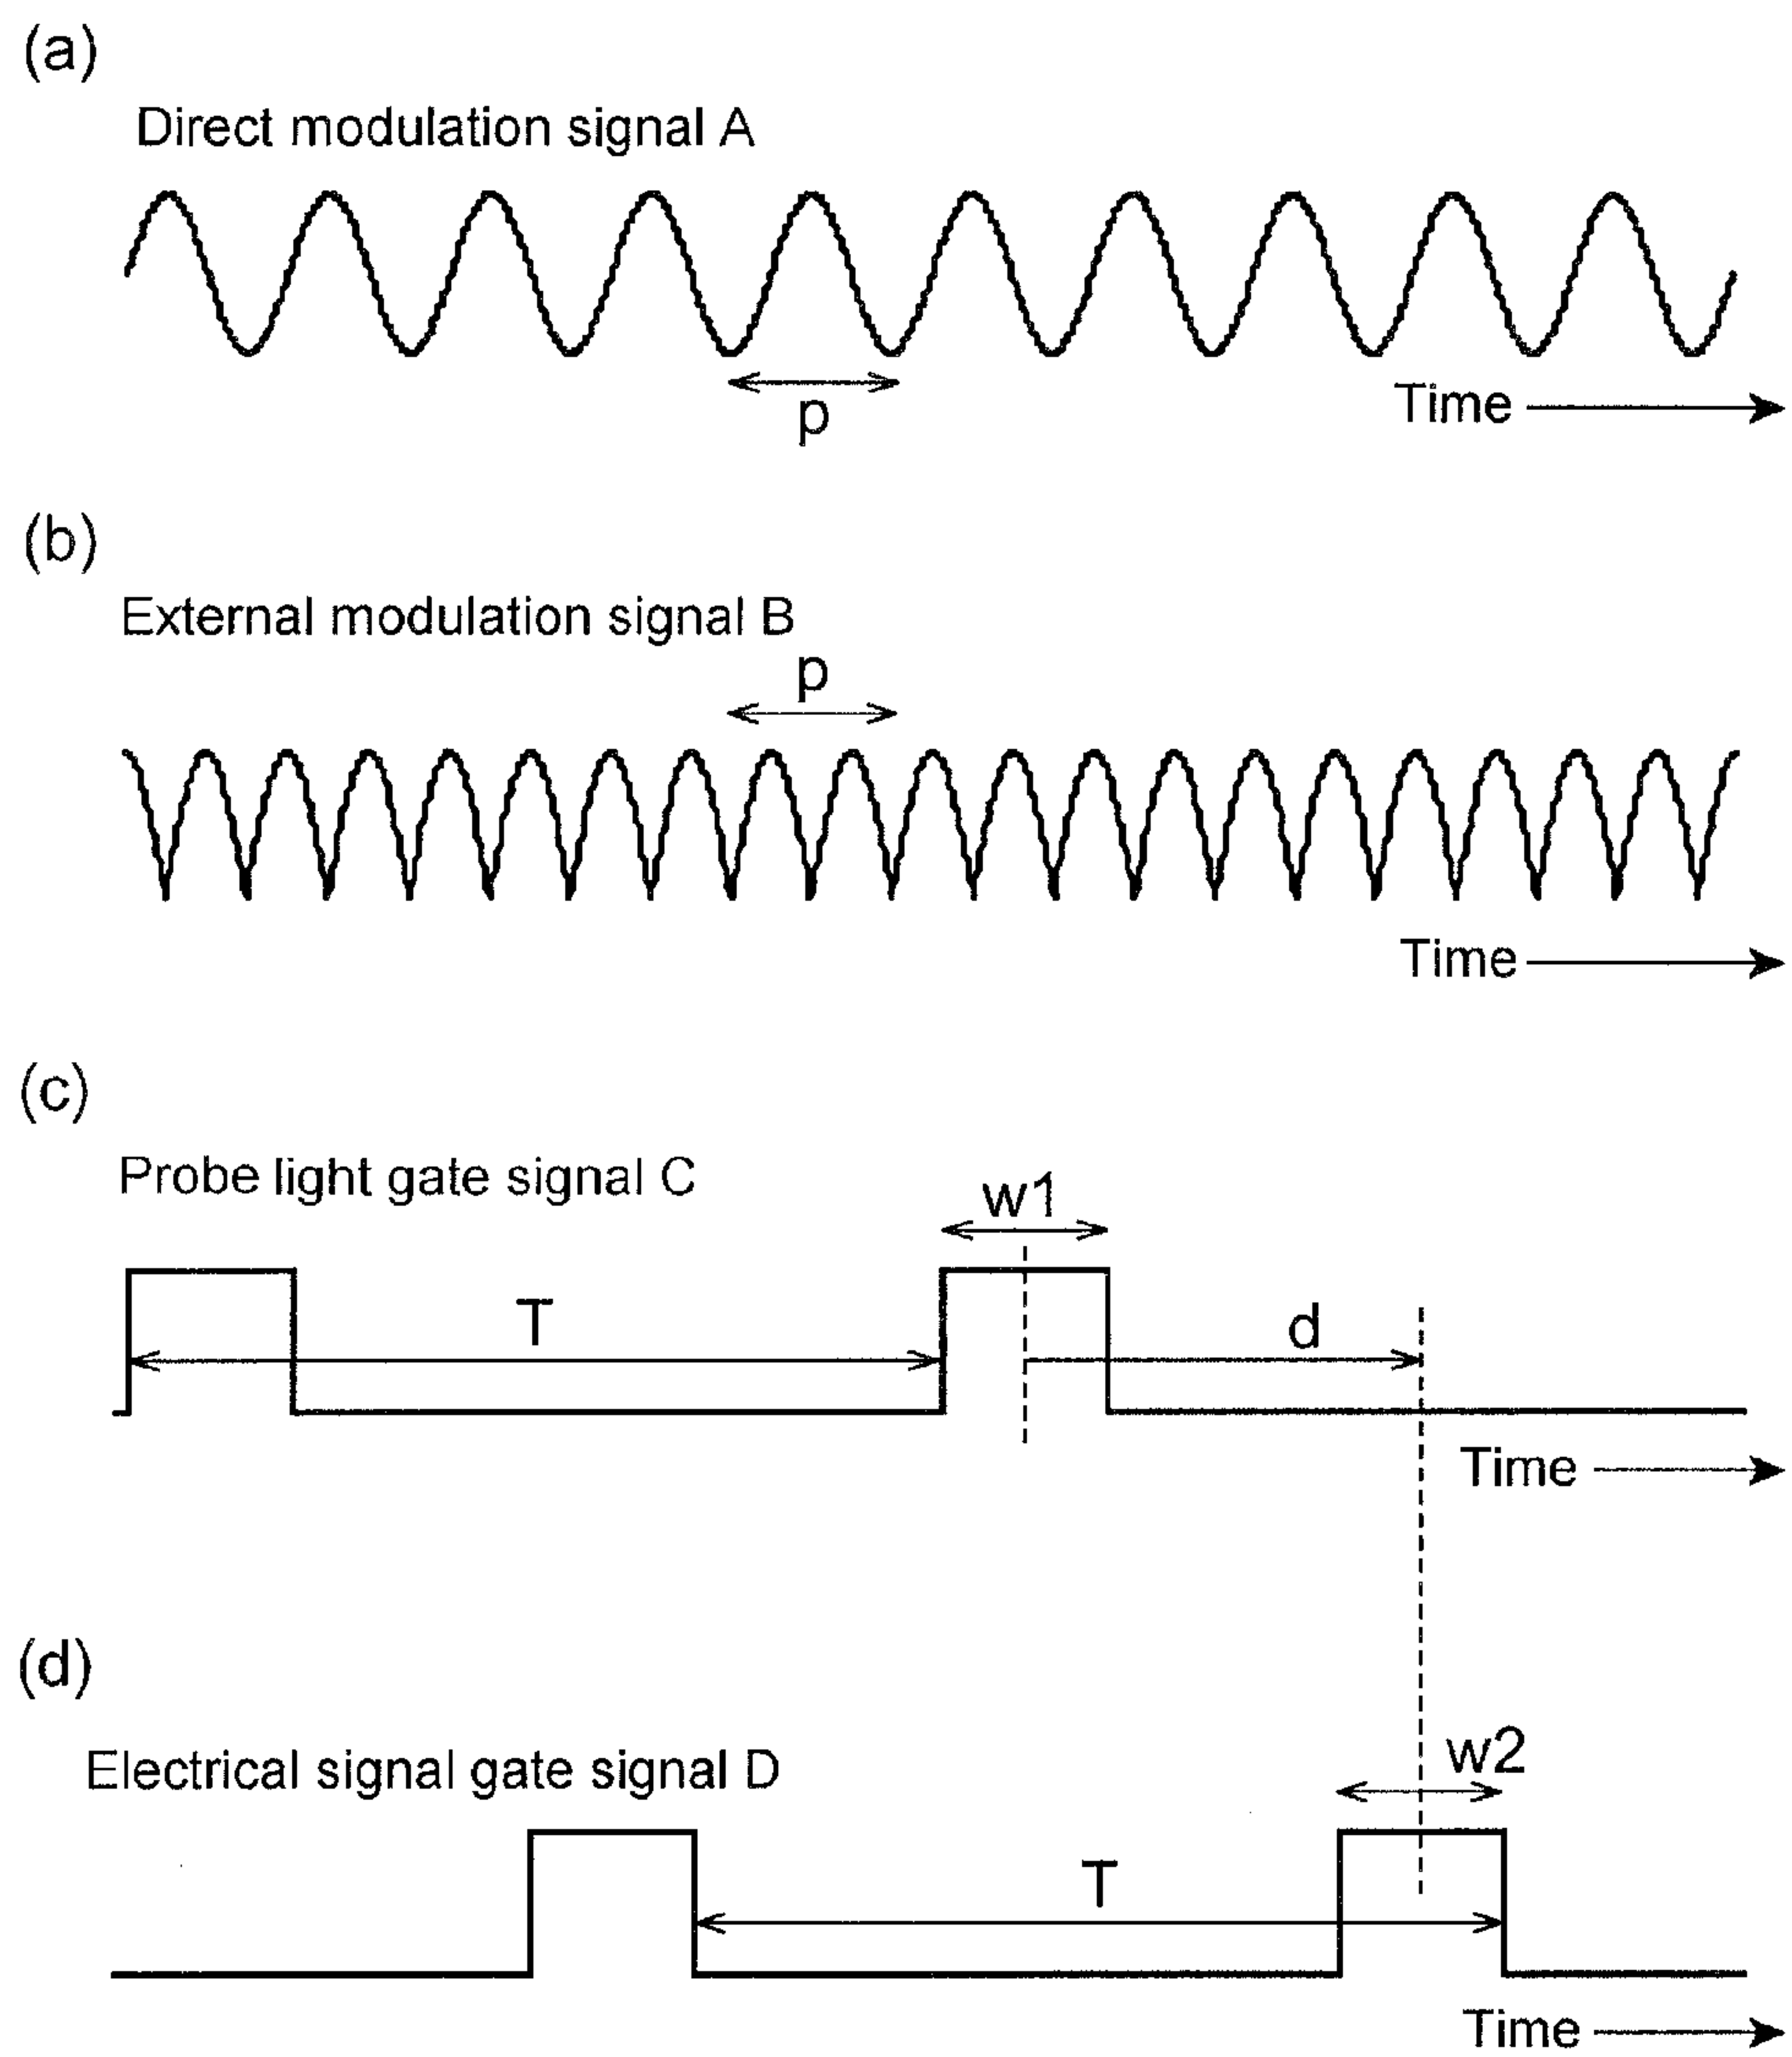 (a)
Direct modulation signal A
p
Time
(b)
External modulation signal B
p
Time
(c)
Probe light gate signal C
w1
T
d
Time
(d)
Electrical signal gate signal D
w2
T
Time